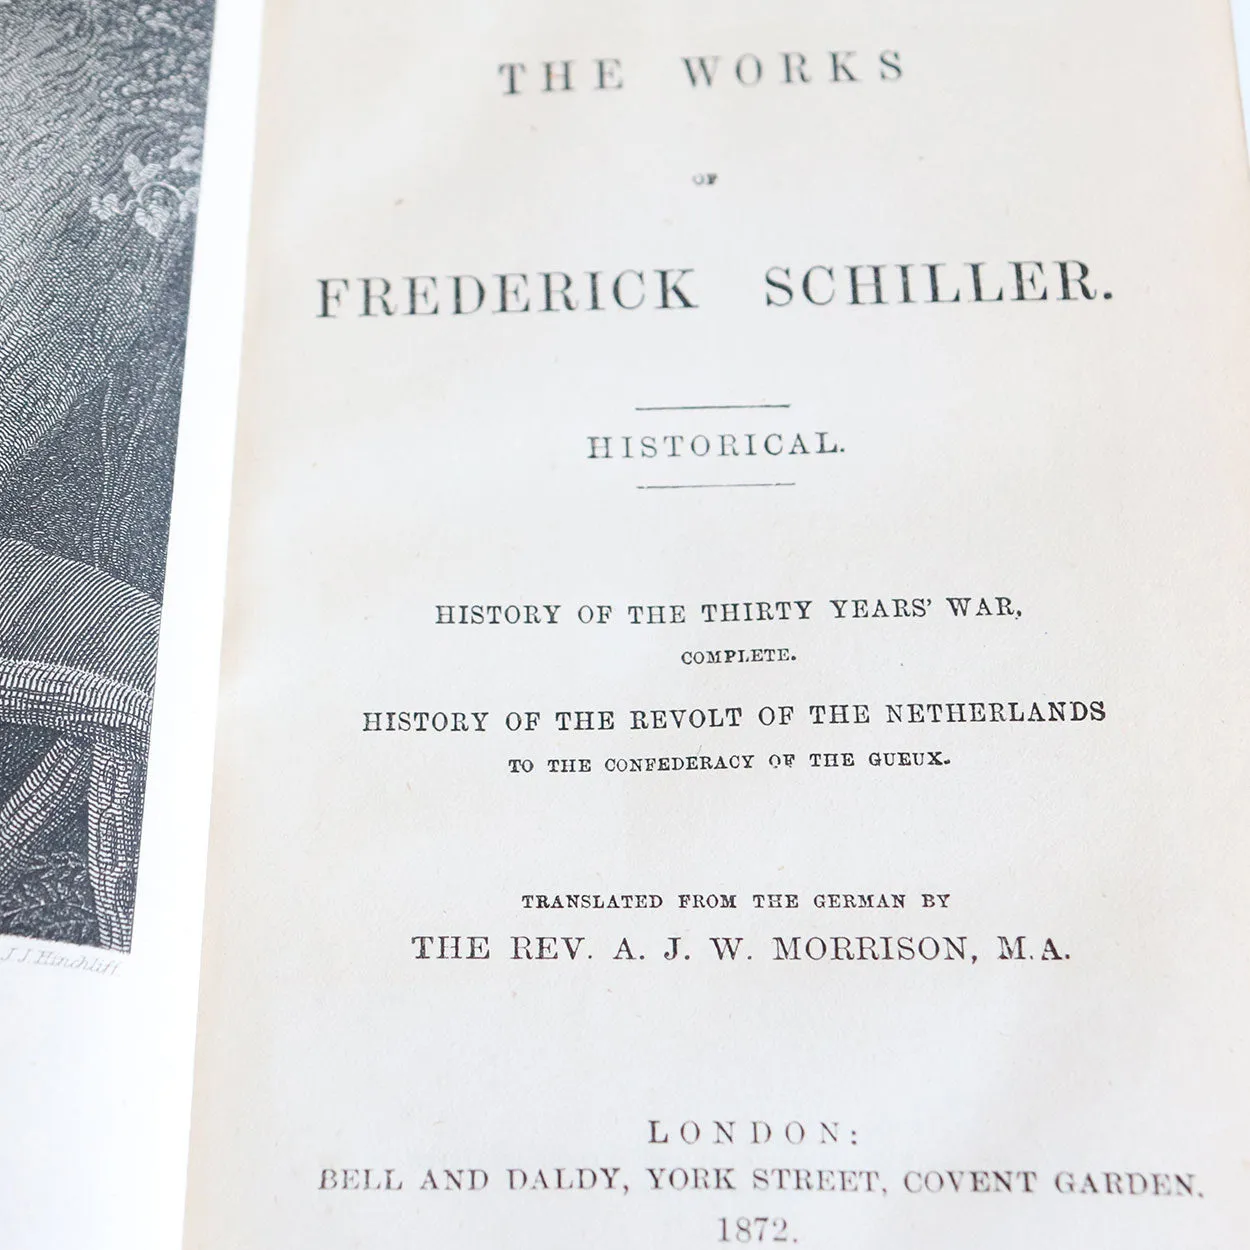 THE WORKS
OF
FREDERICK SCHILLER.
HISTORICAL.
HISTORY OF THE THIRTY YEARS' WAR,
COMPLETE.
HISTORY OF THE REVOLT OF THE NETHERLANDS
TO THE CONFEDERACY OF THE GUEUX.
TRANSLATED FROM THE GERMAN BY
THE REV. A. J. W. MORRISON, M.A.
LONDON:
BELL AND DALDY, YORK STREET, COVENT GARDEN.
1872.
J. J. Hinchliff